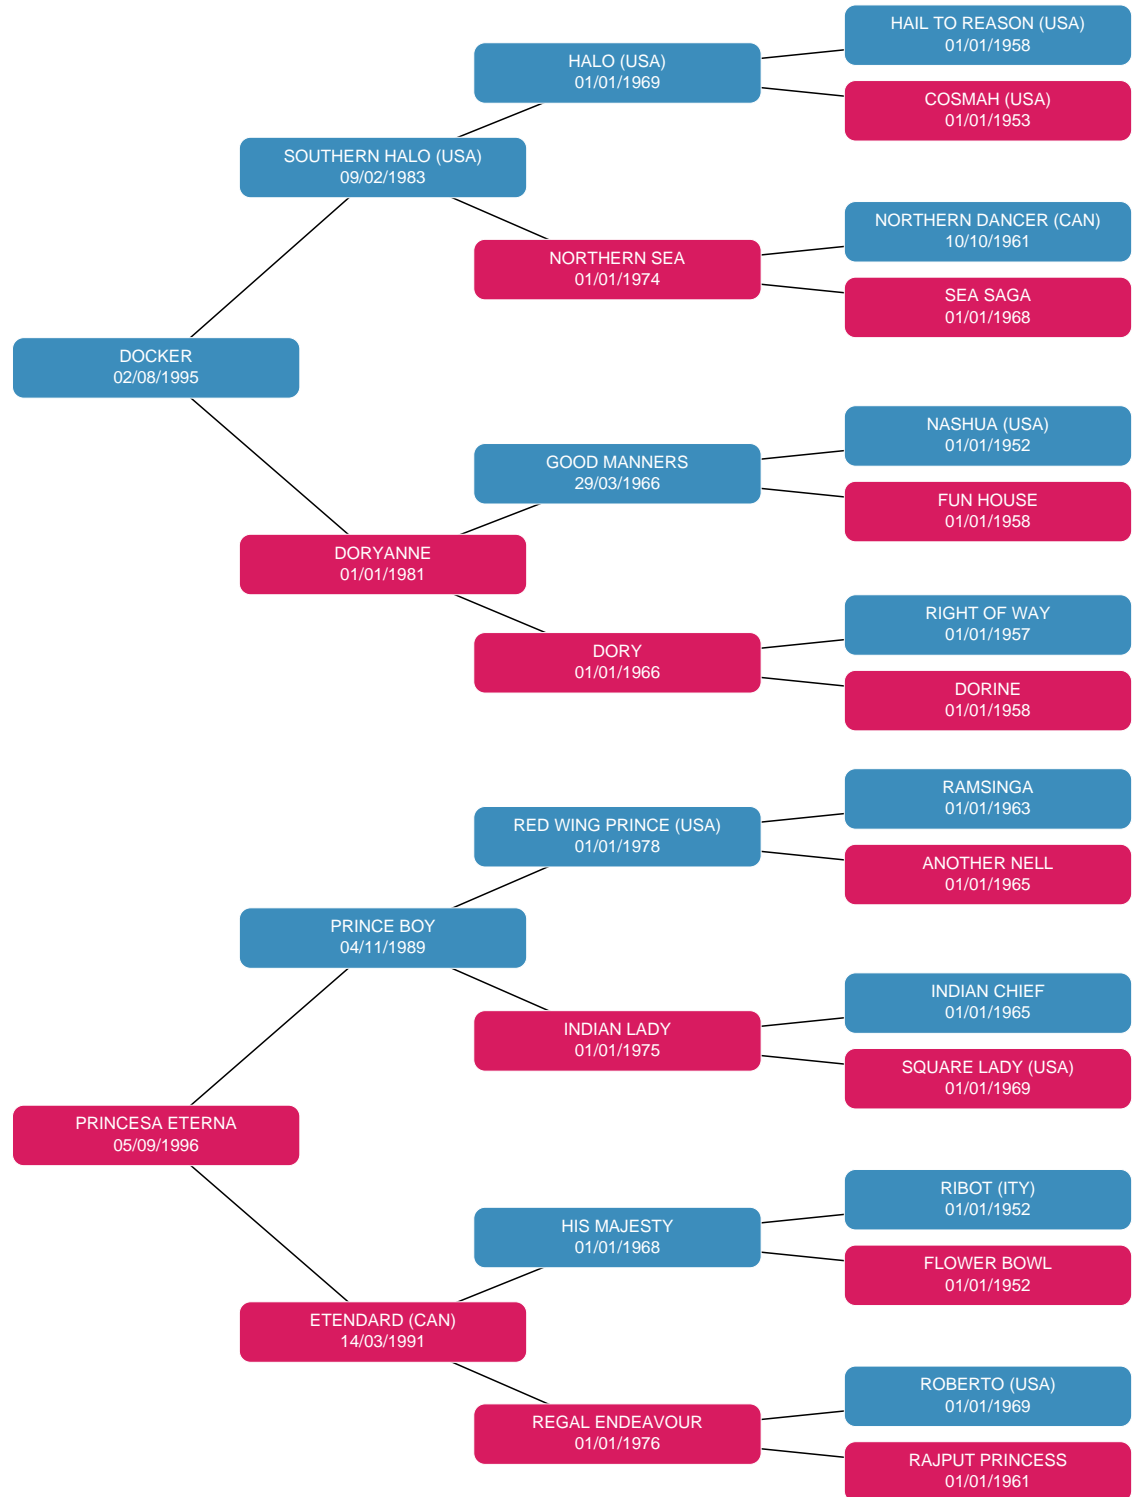 HAIL TO REASON (USA)
01/01/1958
HALO (USA)
01/01/1969
COSMAH (USA)
01/01/1953
SOUTHERN HALO (USA)
09/02/1983
NORTHERN DANCER (CAN)
10/10/1961
NORTHERN SEA
01/01/1974
SEA SAGA
01/01/1968
DOCKER
02/08/1995
NASHUA (USA)
01/01/1952
GOOD MANNERS
29/03/1966
FUN HOUSE
01/01/1958
DORYANNE
01/01/1981
RIGHT OF WAY
01/01/1957
DORY
01/01/1966
DORINE
01/01/1958
RAMSINGA
01/01/1963
RED WING PRINCE (USA)
01/01/1978
ANOTHER NELL
01/01/1965
PRINCE BOY
04/11/1989
INDIAN CHIEF
01/01/1965
INDIAN LADY
01/01/1975
SQUARE LADY (USA)
01/01/1969
PRINCESA ETERNA
05/09/1996
RIBOT (ITY)
01/01/1952
HIS MAJESTY
01/01/1968
FLOWER BOWL
01/01/1952
ETENDARD (CAN)
14/03/1991
ROBERTO (USA)
01/01/1969
REGAL ENDEAVOUR
01/01/1976
RAJPUT PRINCESS
01/01/1961